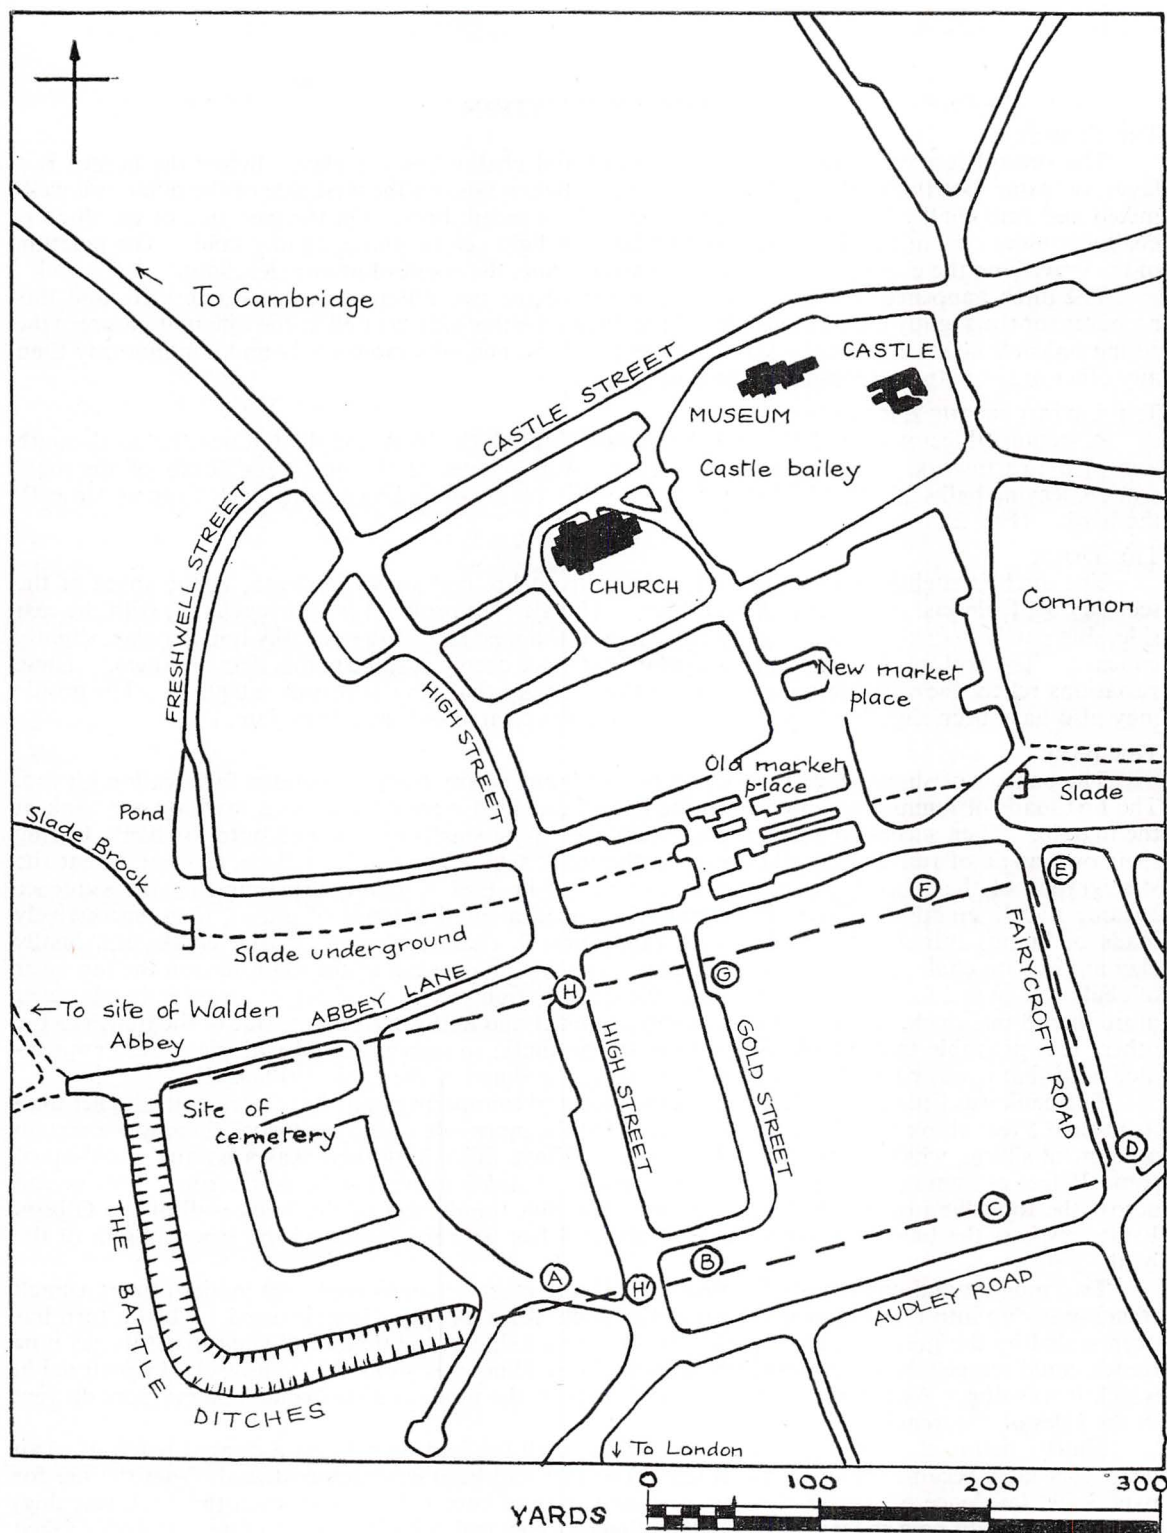 To Cambridge
CASTLE STREET
CASTLE
MUSEUM
Castle bailey
FRESHWELL STREET
CHURCH
Common
HIGH STREET
New market
place
Old market
place
Slade
Pond
Slade Brook
E
F
Slade underground
FAIRYCROFT ROAD
G
H
ABBEY LANE
← To site of Walden
Abbey
HIGH STREET
GOLD STREET
Site of
cemetery
D
C
THE BATTLE
DITCHES
A
B
H'
AUDLEY ROAD
↓ To London
0 100 200 300
YARDS